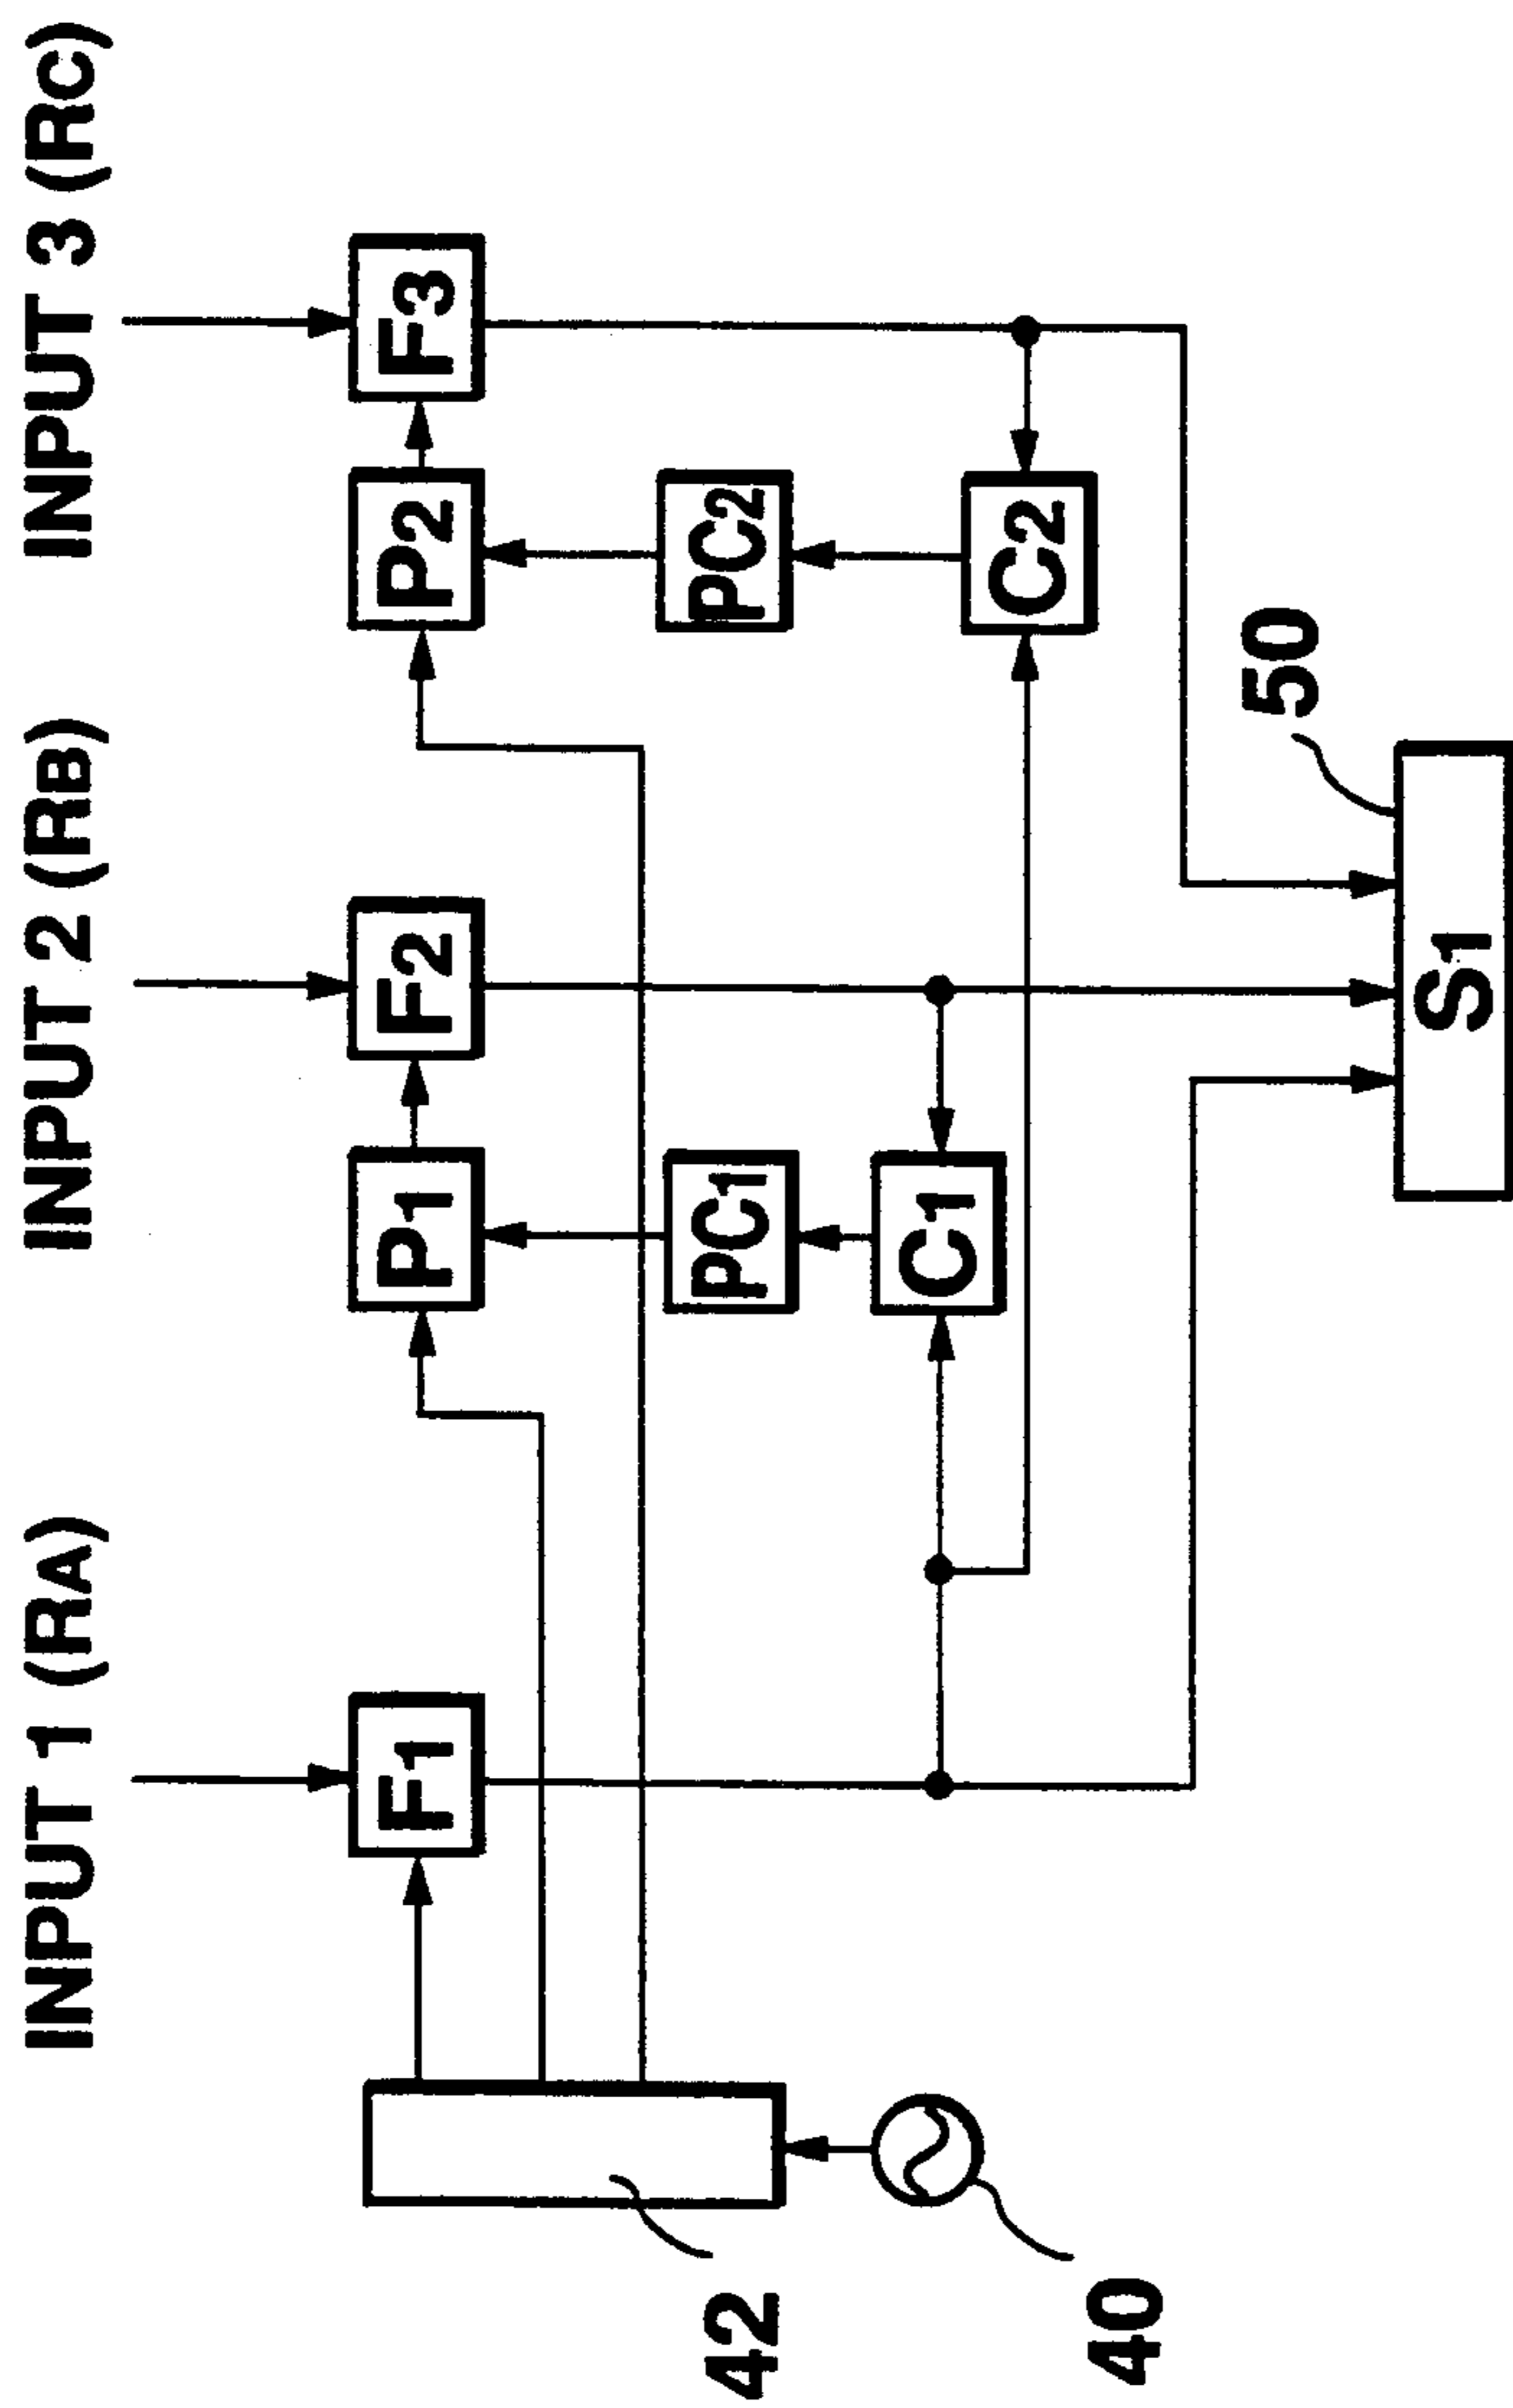 INPUT 1 (RA)
INPUT 2 (RB)
INPUT 3 (RC)
F1
P1
F2
P2
F3
PC1
PC2
C1
C2
42
40
50
S1